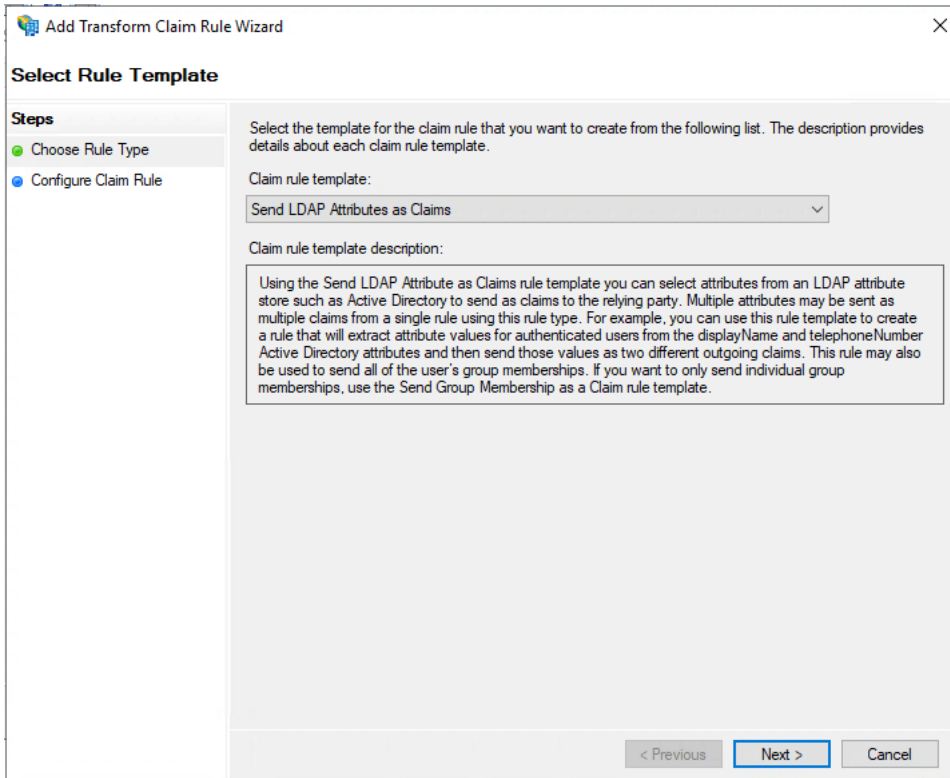 Add Transform Claim Rule Wizard
Select Rule Template
Steps
Choose Rule Type
Configure Claim Rule
Select the template for the claim rule that you want to create from the following list. The description provides
details about each claim rule template.
Claim rule template:
Send LDAP Attributes as Claims
Claim rule template description:
Using the Send LDAP Attribute as Claims rule template you can select attributes from an LDAP attribute
store such as Active Directory to send as claims to the relying party. Multiple attributes may be sent as
multiple claims from a single rule using this rule type. For example, you can use this rule template to create
a rule that will extract attribute values for authenticated users from the displayName and telephoneNumber
Active Directory attributes and then send those values as two different outgoing claims. This rule may also
be used to send all of the user's group memberships. If you want to only send individual group
memberships, use the Send Group Membership as a Claim rule template.
< Previous
Next >
Cancel